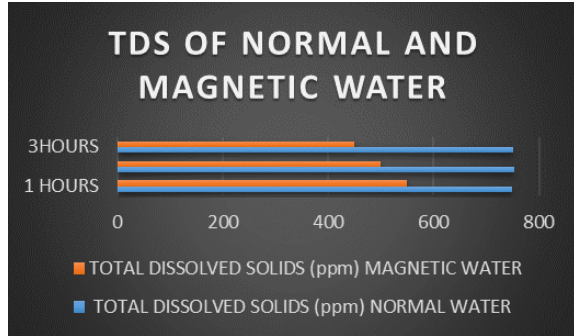 TDS OF NORMAL AND
MAGNETIC WATER
3HOURS
1 HOURS
0 200 400 600 800
TOTAL DISSOLVED SOLIDS (ppm) MAGNETIC WATER
TOTAL DISSOLVED SOLIDS (ppm) NORMAL WATER